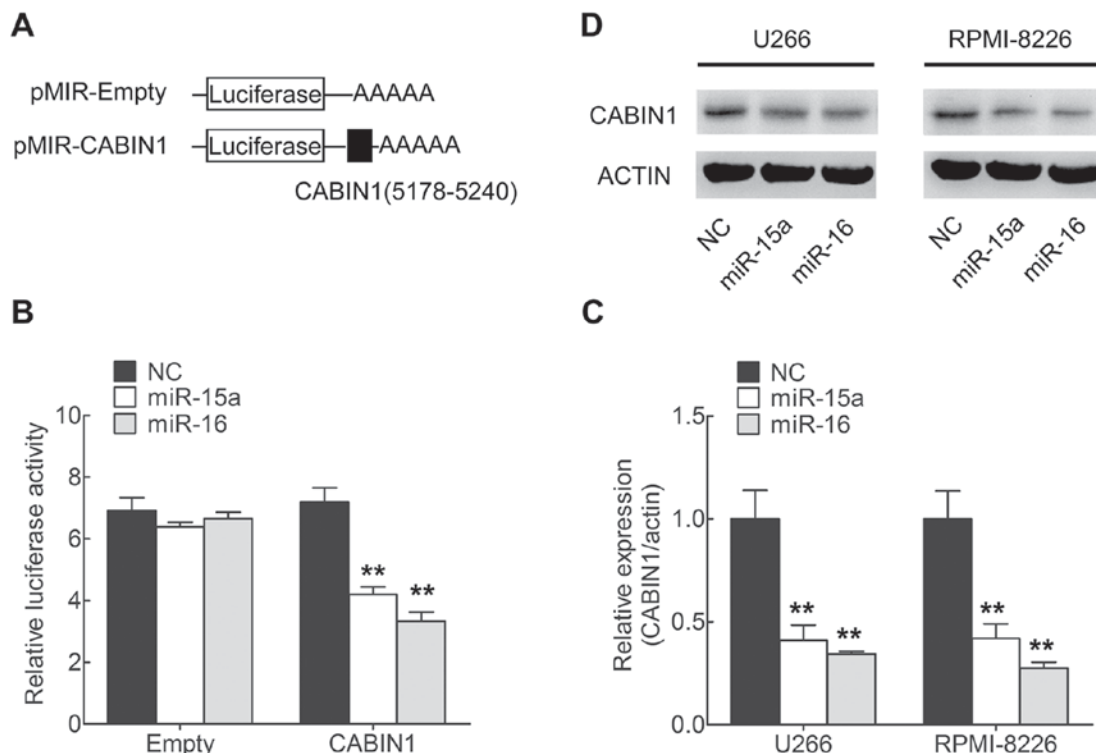 A
pMIR-Empty Luciferase AAAAA
pMIR-CABIN1 Luciferase AAAAA
CABIN1(5178-5240)
D
U266 RPMI-8226
CABIN1
ACTIN
NC miR-15a miR-16 NC miR-15a miR-16
B
NC
miR-15a
miR-16
Relative luciferase activity
10
8
6
4
2
0
** **
Empty CABIN1
C
NC
miR-15a
miR-16
Relative expression
(CABIN1/actin)
1.5
1.0
0.5
0.0
** ** ** **
U266 RPMI-8226